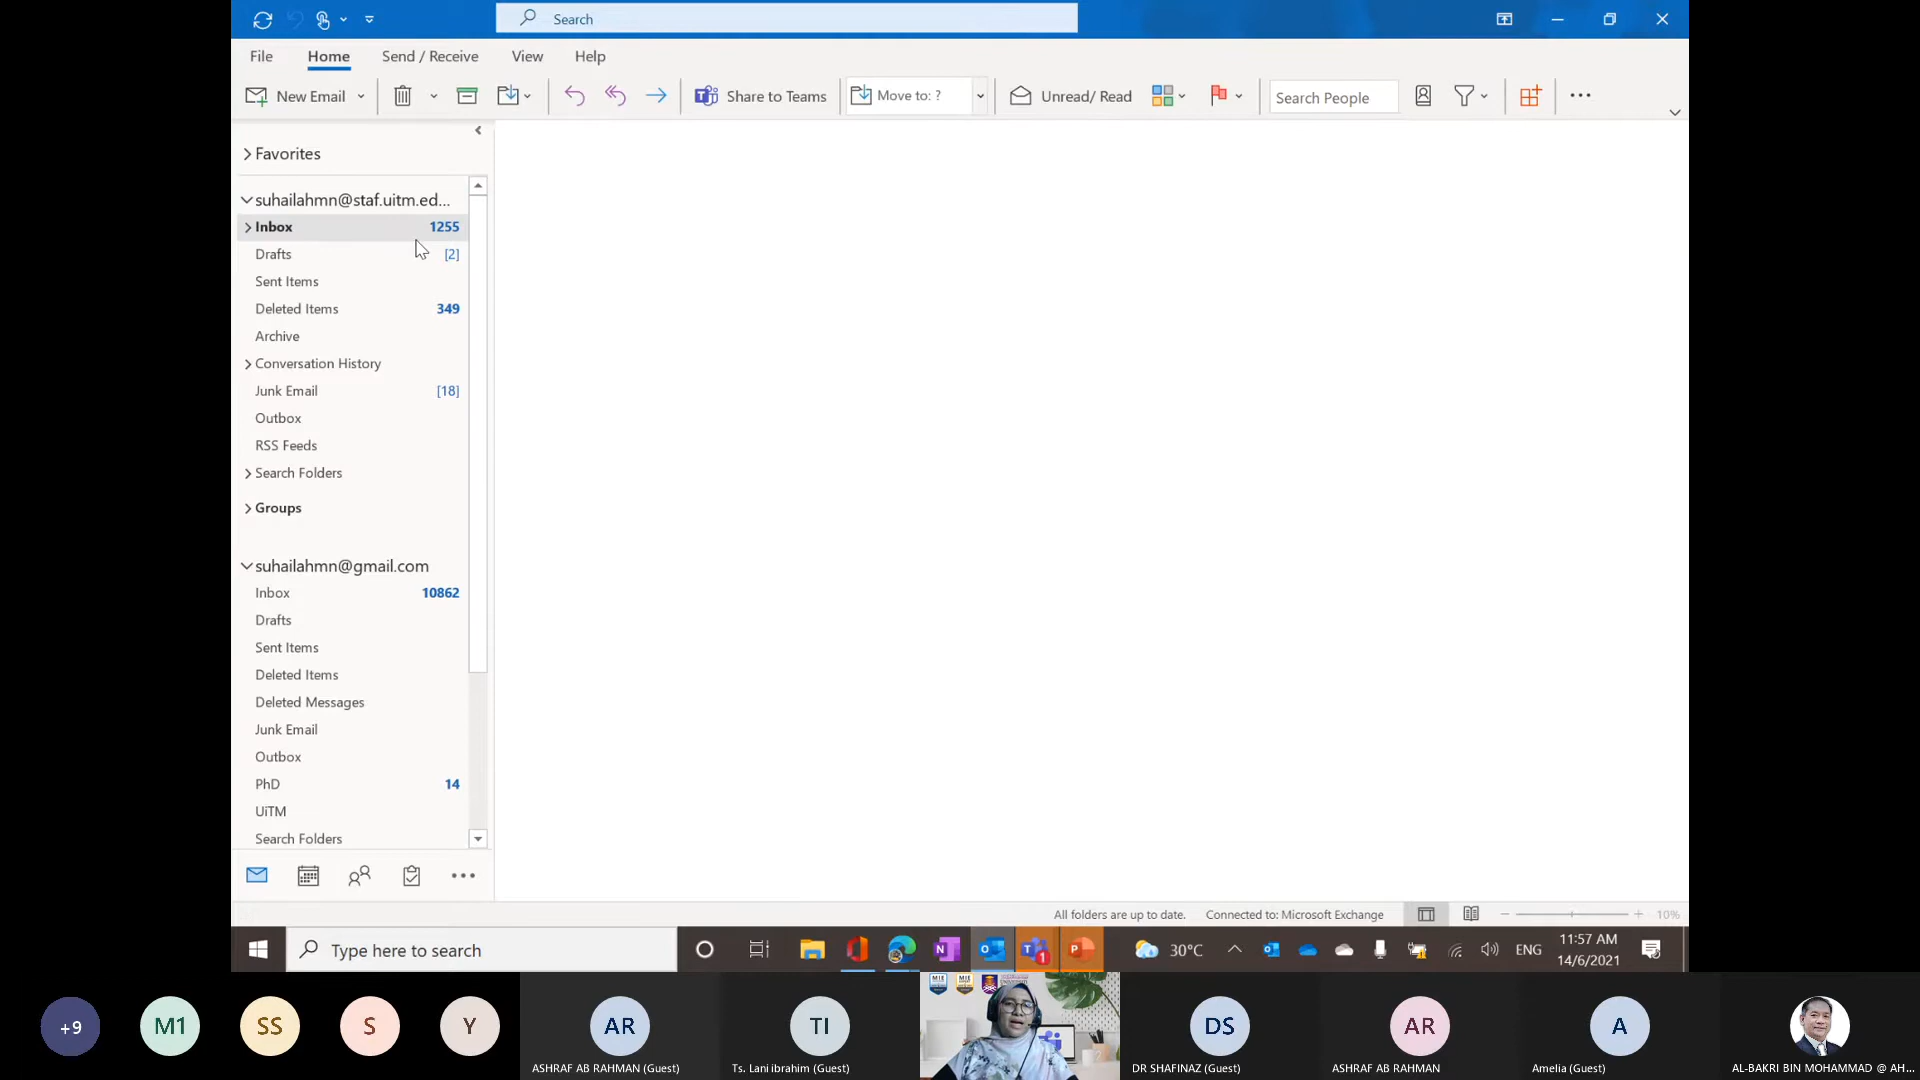 Search
File
Home
Send / Receive
View
Help
New Email
Share to Teams
Move to: ?
Unread/ Read
Search People
Favorites
suhailahmn@staf.uitm.ed...
Inbox 1255
Drafts [2]
Sent Items
Deleted Items 349
Archive
Conversation History
Junk Email [18]
Outbox
RSS Feeds
Search Folders
Groups
suhailahmn@gmail.com
Inbox 10862
Drafts
Sent Items
Deleted Items
Deleted Messages
Junk Email
Outbox
PhD 14
UiTM
Search Folders
All folders are up to date.
Connected to: Microsoft Exchange
10%
Type here to search
30°C
ENG
11:57 AM
14/6/2021
+9
M1
SS
S
Y
AR
TI
DS
AR
A
ASHRAF AB RAHMAN (Guest)
Ts. Lani ibrahim (Guest)
DR SHAFINAZ (Guest)
ASHRAF AB RAHMAN
Amelia (Guest)
AL-BAKRI BIN MOHAMMAD @ AH...